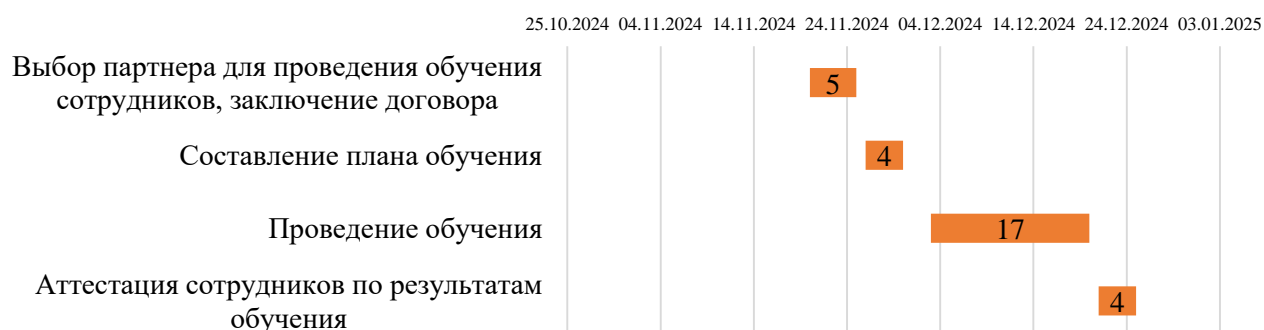 25.10.2024 04.11.2024 14.11.2024 24.11.2024 04.12.2024 14.12.2024 24.12.2024 03.01.2025
Выбор партнера для проведения обучения
сотрудников, заключение договора
5
Составление плана обучения
4
Проведение обучения
17
Аттестация сотрудников по результатам
обучения
4